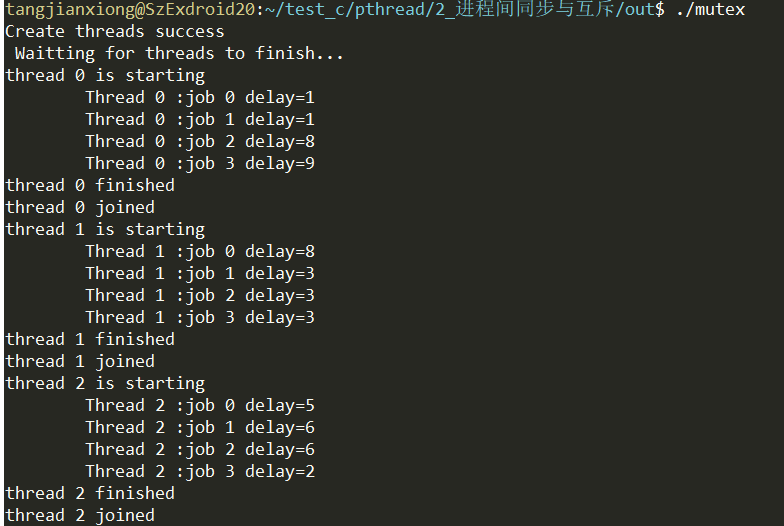 tangjianxiong@SzExdroid20:~/test_c/pthread/2_进程间同步与互斥/out$ ./mutex
Create threads success
 Waitting for threads to finish...
thread 0 is starting
        Thread 0 :job 0 delay=1
        Thread 0 :job 1 delay=1
        Thread 0 :job 2 delay=8
        Thread 0 :job 3 delay=9
thread 0 finished
thread 0 joined
thread 1 is starting
        Thread 1 :job 0 delay=8
        Thread 1 :job 1 delay=3
        Thread 1 :job 2 delay=3
        Thread 1 :job 3 delay=3
thread 1 finished
thread 1 joined
thread 2 is starting
        Thread 2 :job 0 delay=5
        Thread 2 :job 1 delay=6
        Thread 2 :job 2 delay=6
        Thread 2 :job 3 delay=2
thread 2 finished
thread 2 joined